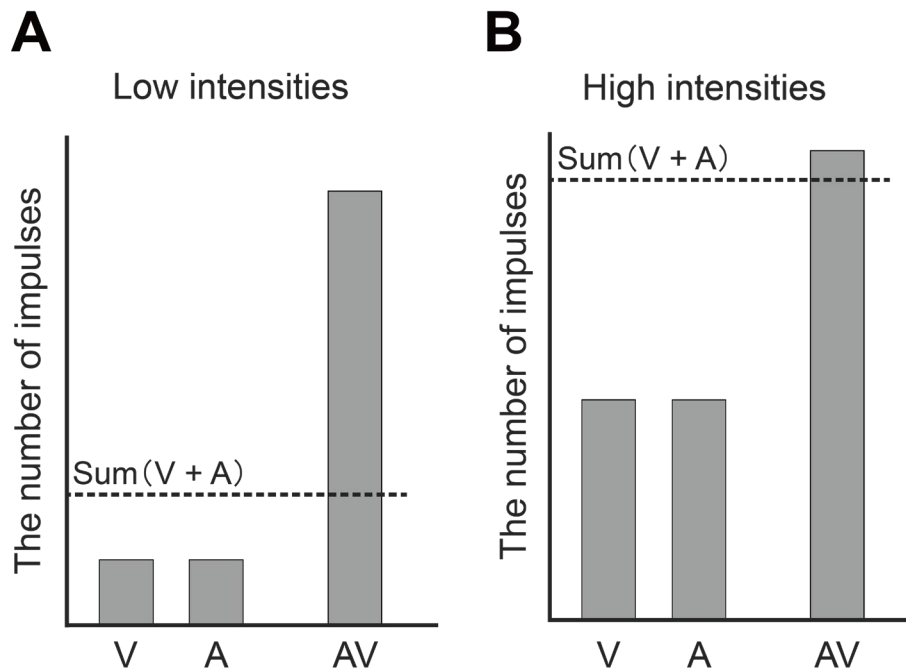 A
Low intensities
The number of impulses
Sum(V + A)
V A AV
B
High intensities
The number of impulses
Sum(V + A)
V A AV